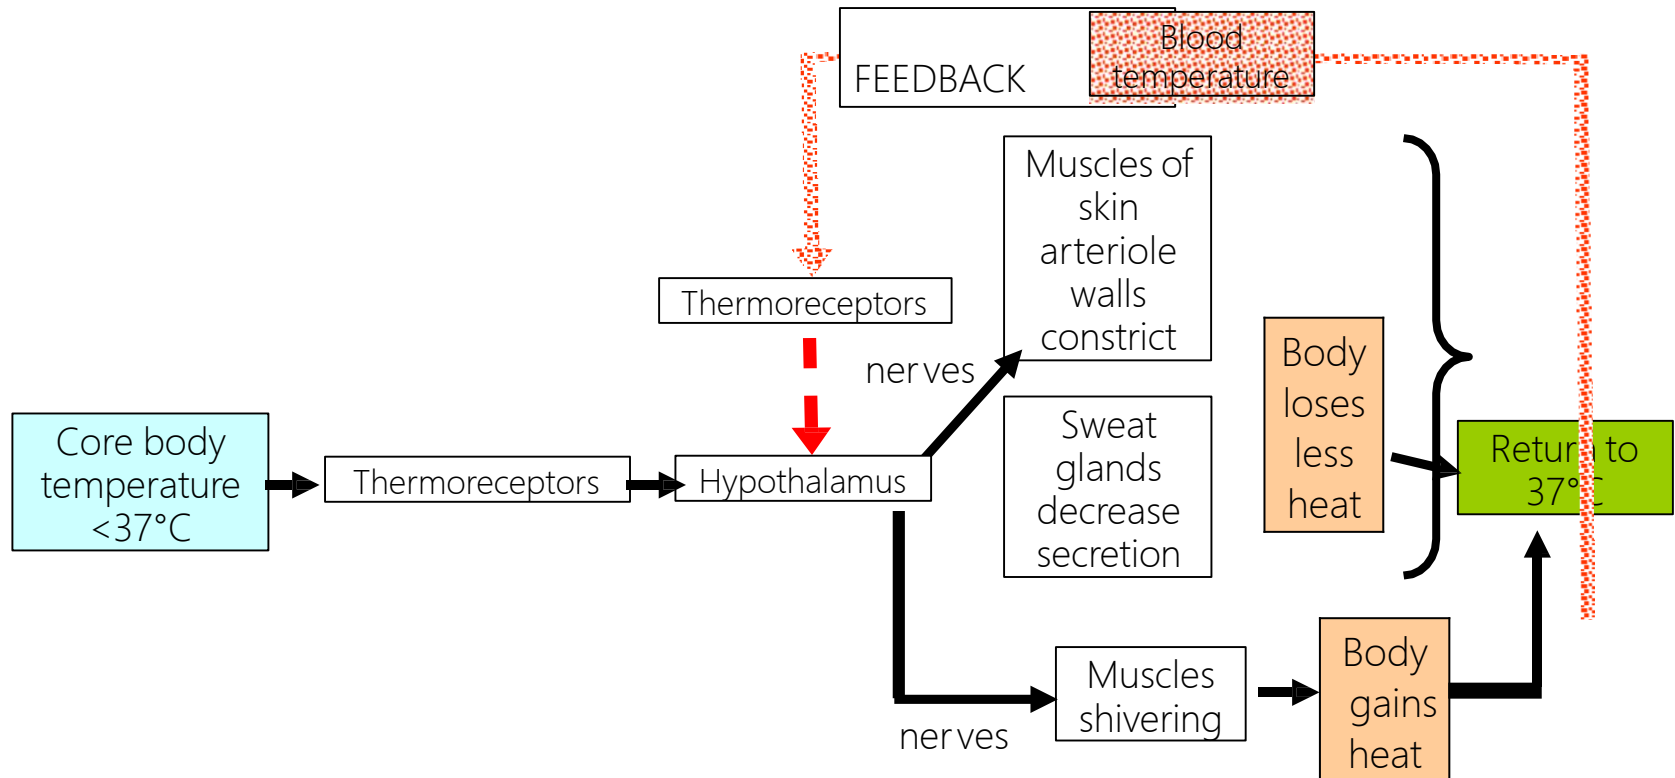 FEEDBACK
Blood
temperature
Muscles of
skin
arteriole
walls
constrict
Thermoreceptors
nerves
Body
loses
less
heat
Sweat
glands
decrease
secretion
Core body
temperature
<37°C
Thermoreceptors
Hypothalamus
Return to
37°C
Muscles
shivering
Body
gains
heat
nerves